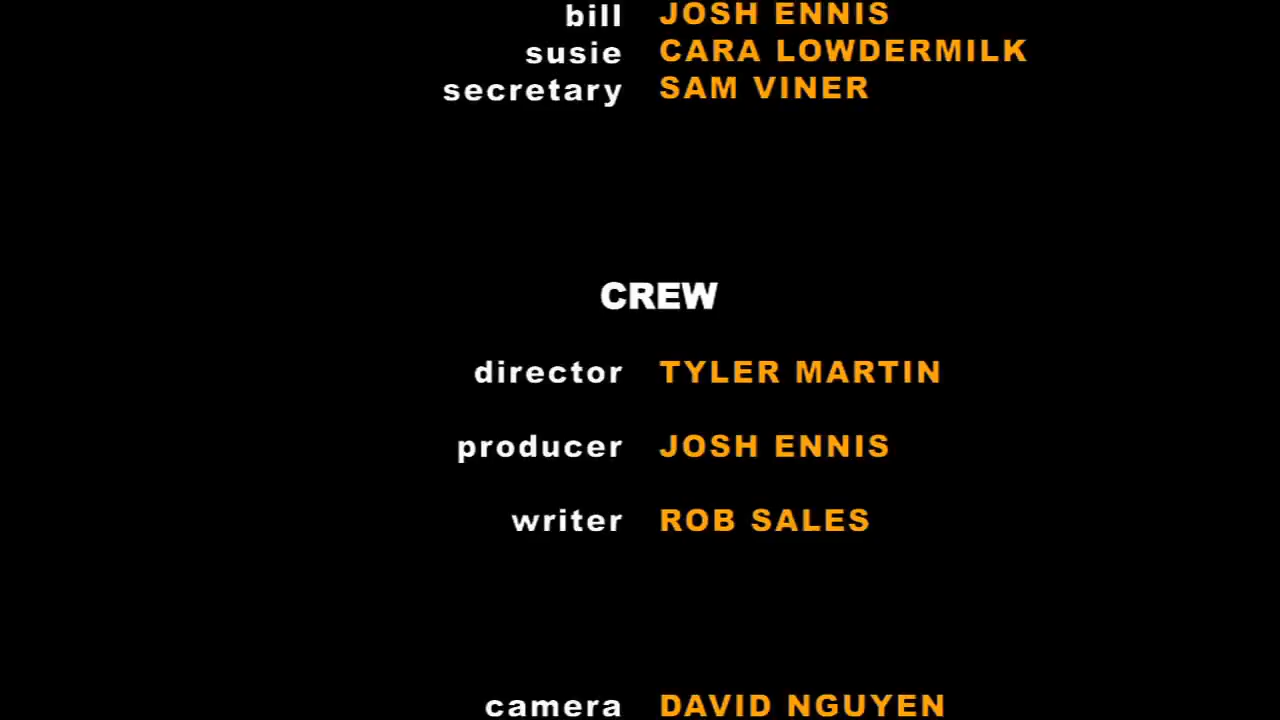 bill JOSH ENNIS
susie CARA LOWDERMILK
secretary SAM VINER
CREW
director TYLER MARTIN
producer JOSH ENNIS
writer ROB SALES
camera DAVID NGUYEN